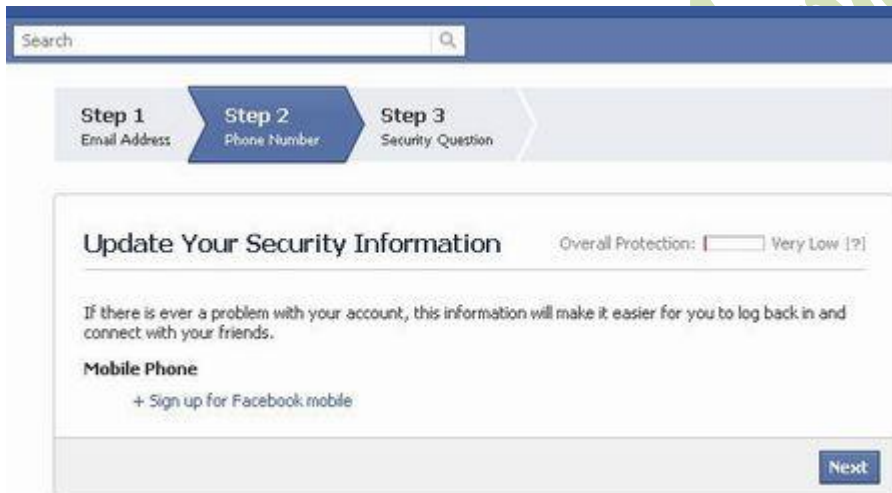 Search
Step 1
Email Address
Step 2
Phone Number
Step 3
Security Question
Update Your Security Information
Overall Protection: Very Low [?]
If there is ever a problem with your account, this information will make it easier for you to log back in and
connect with your friends.
Mobile Phone
+ Sign up for Facebook mobile
Next